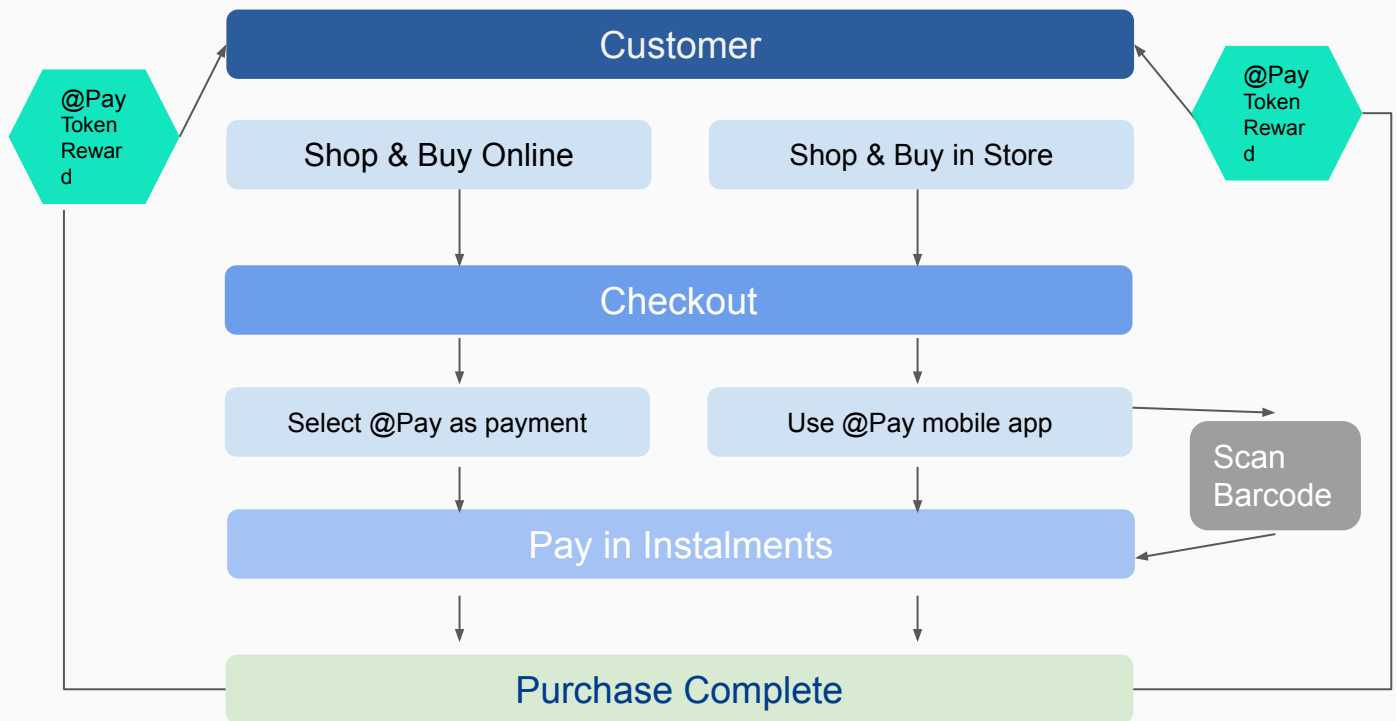 Customer
@Pay
Token
Rewar
d
@Pay
Token
Rewar
d
Shop & Buy Online
Shop & Buy in Store
Checkout
Select @Pay as payment
Use @Pay mobile app
Scan
Barcode
Pay in Instalments
Purchase Complete